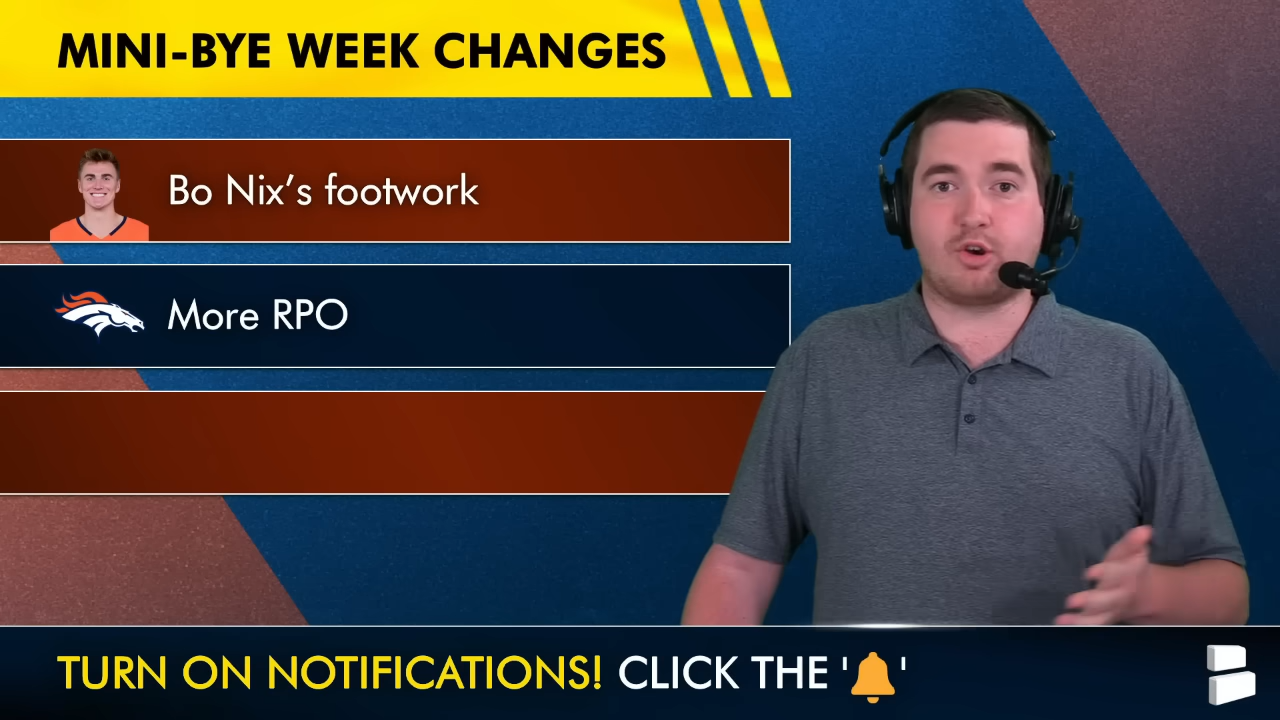 MINI-BYE WEEK CHANGES
Bo Nix’s footwork
More RPO
TURN ON NOTIFICATIONS! CLICK THE '🔔'